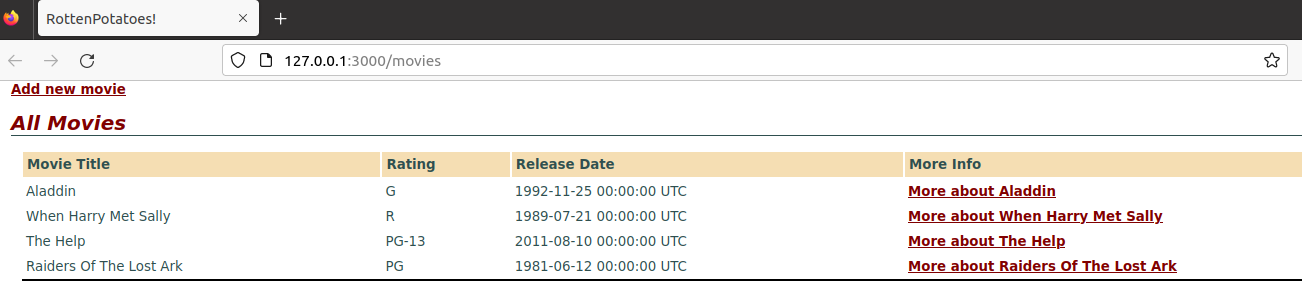 RottenPotatoes!
127.0.0.1:3000/movies
Add new movie
All Movies
Movie Title Rating Release Date More Info
Aladdin G 1992-11-25 00:00:00 UTC More about Aladdin
When Harry Met Sally R 1989-07-21 00:00:00 UTC More about When Harry Met Sally
The Help PG-13 2011-08-10 00:00:00 UTC More about The Help
Raiders Of The Lost Ark PG 1981-06-12 00:00:00 UTC More about Raiders Of The Lost Ark